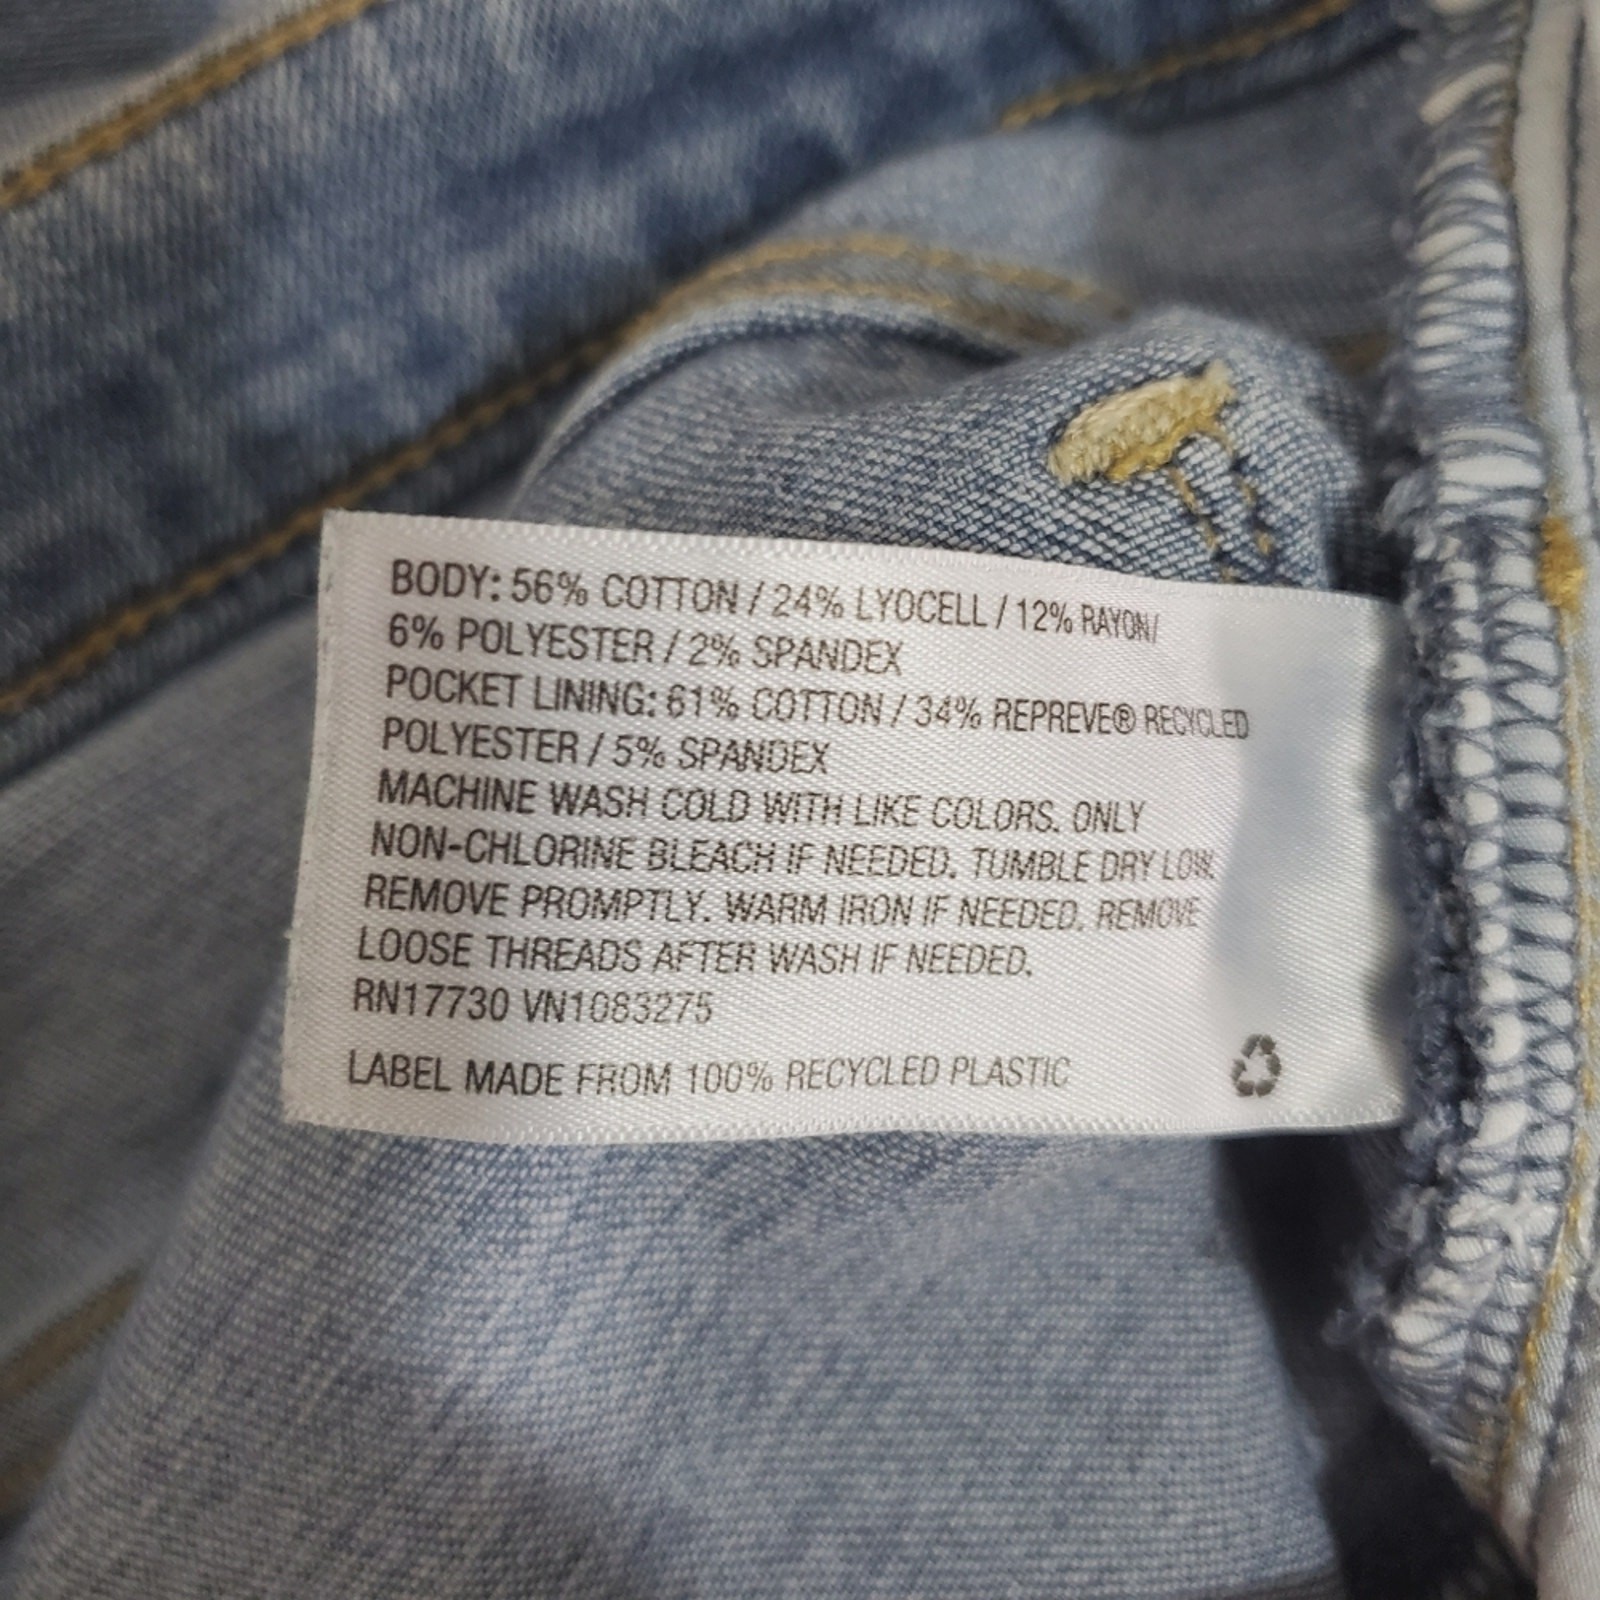 BODY: 56% COTTON / 24% LYOCELL / 12% RAYON/
6% POLYESTER / 2% SPANDEX
POCKET LINING: 61% COTTON / 34% REPREVE® RECYCLED
POLYESTER / 5% SPANDEX
MACHINE WASH COLD WITH LIKE COLORS. ONLY
NON-CHLORINE BLEACH IF NEEDED. TUMBLE DRY LOW.
REMOVE PROMPTLY. WARM IRON IF NEEDED. REMOVE
LOOSE THREADS AFTER WASH IF NEEDED.
RN17730 VN1083275
LABEL MADE FROM 100% RECYCLED PLASTIC